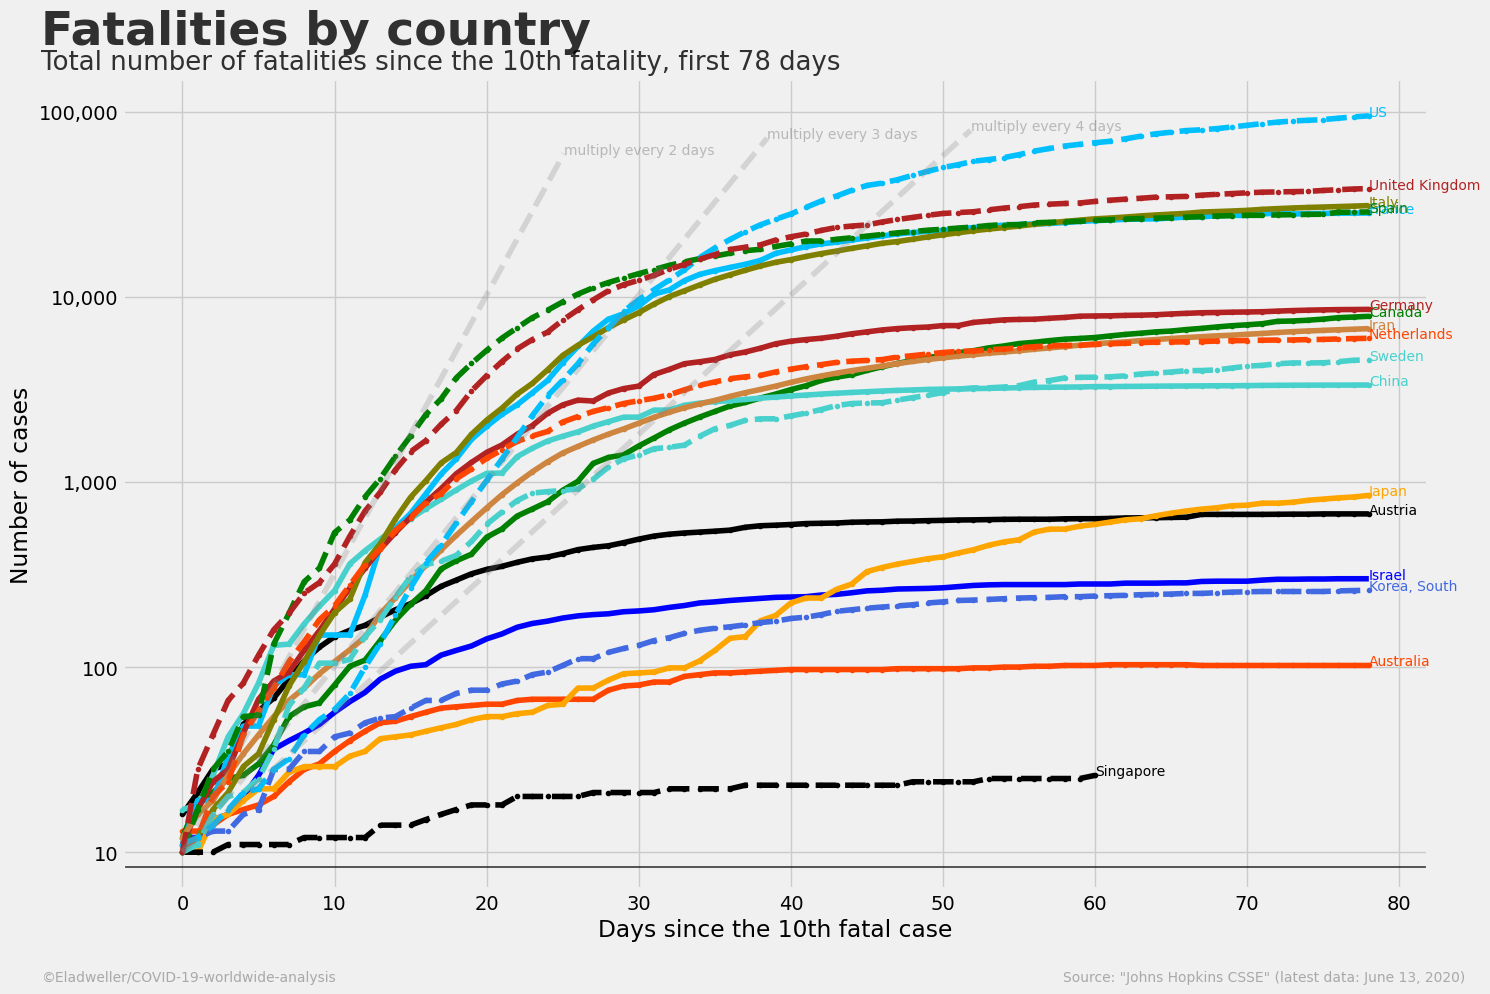 Fatalities by country
Total number of fatalities since the 10th fatality, first 78 days
100,000
10,000
1,000
100
10
Number of cases
multiply every 2 days
multiply every 3 days
multiply every 4 days
US
United Kingdom
Italy
Spain
Germany
Canada
Iran
Netherlands
Sweden
China
Japan
Austria
Israel
Korea, South
Australia
Singapore
0
10
20
30
40
50
60
70
80
Days since the 10th fatal case
©Eladweller/COVID-19-worldwide-analysis
Source: "Johns Hopkins CSSE" (latest data: June 13, 2020)